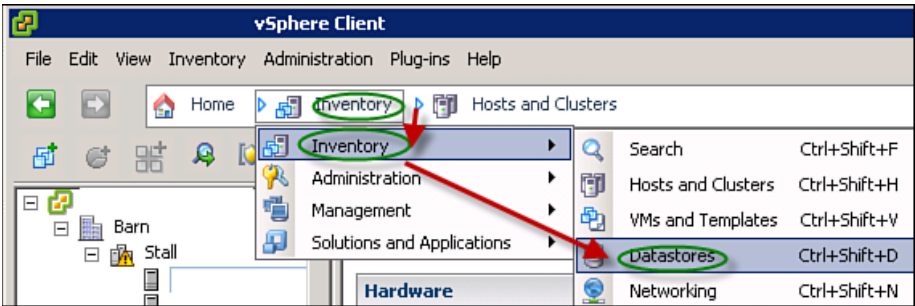 vSphere Client
File Edit View Inventory Administration Plug-ins Help
Home Inventory Hosts and Clusters
Inventory
Administration
Management
Solutions and Applications
Search Ctrl+Shift+F
Hosts and Clusters Ctrl+Shift+H
VMs and Templates Ctrl+Shift+V
Datastores Ctrl+Shift+D
Networking Ctrl+Shift+N
Barn
Stall
Hardware